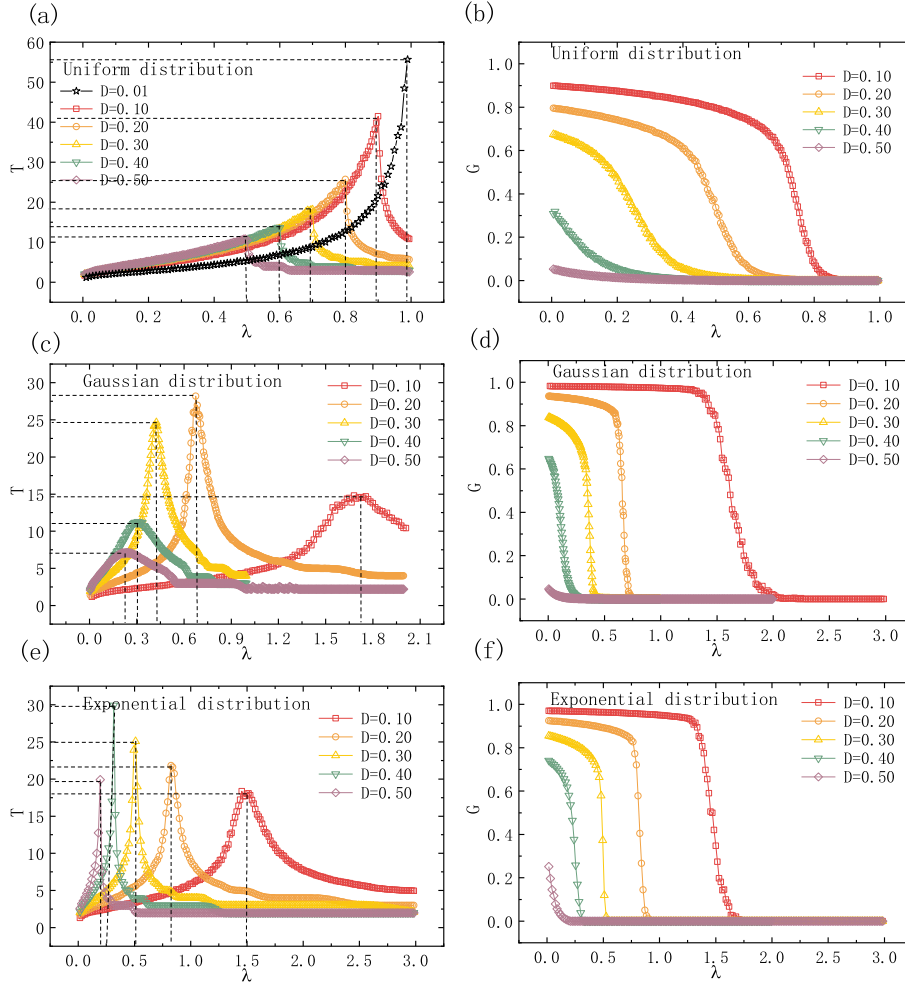 (a)
Uniform distribution
D=0.01
D=0.10
D=0.20
D=0.30
D=0.40
D=0.50
60
50
40
30
20
10
0
T
0.0 0.2 0.4 0.6 0.8 1.0
λ
(b)
Uniform distribution
D=0.10
D=0.20
D=0.30
D=0.40
D=0.50
1.0
0.8
0.6
0.4
0.2
0.0
G
0.0 0.2 0.4 0.6 0.8 1.0
λ
(c)
Gaussian distribution
D=0.10
D=0.20
D=0.30
D=0.40
D=0.50
30
25
20
15
10
5
0
T
0.0 0.3 0.6 0.9 1.2 1.5 1.8 2.1
λ
(d)
Gaussian distribution
D=0.10
D=0.20
D=0.30
D=0.40
D=0.50
1.0
0.8
0.6
0.4
0.2
0.0
G
0.0 0.5 1.0 1.5 2.0 2.5 3.0
λ
(e)
Exponential distribution
D=0.10
D=0.20
D=0.30
D=0.40
D=0.50
30
25
20
15
10
5
0
T
0.0 0.5 1.0 1.5 2.0 2.5 3.0
λ
(f)
Exponential distribution
D=0.10
D=0.20
D=0.30
D=0.40
D=0.50
1.0
0.8
0.6
0.4
0.2
0.0
G
0.0 0.5 1.0 1.5 2.0 2.5 3.0
λ